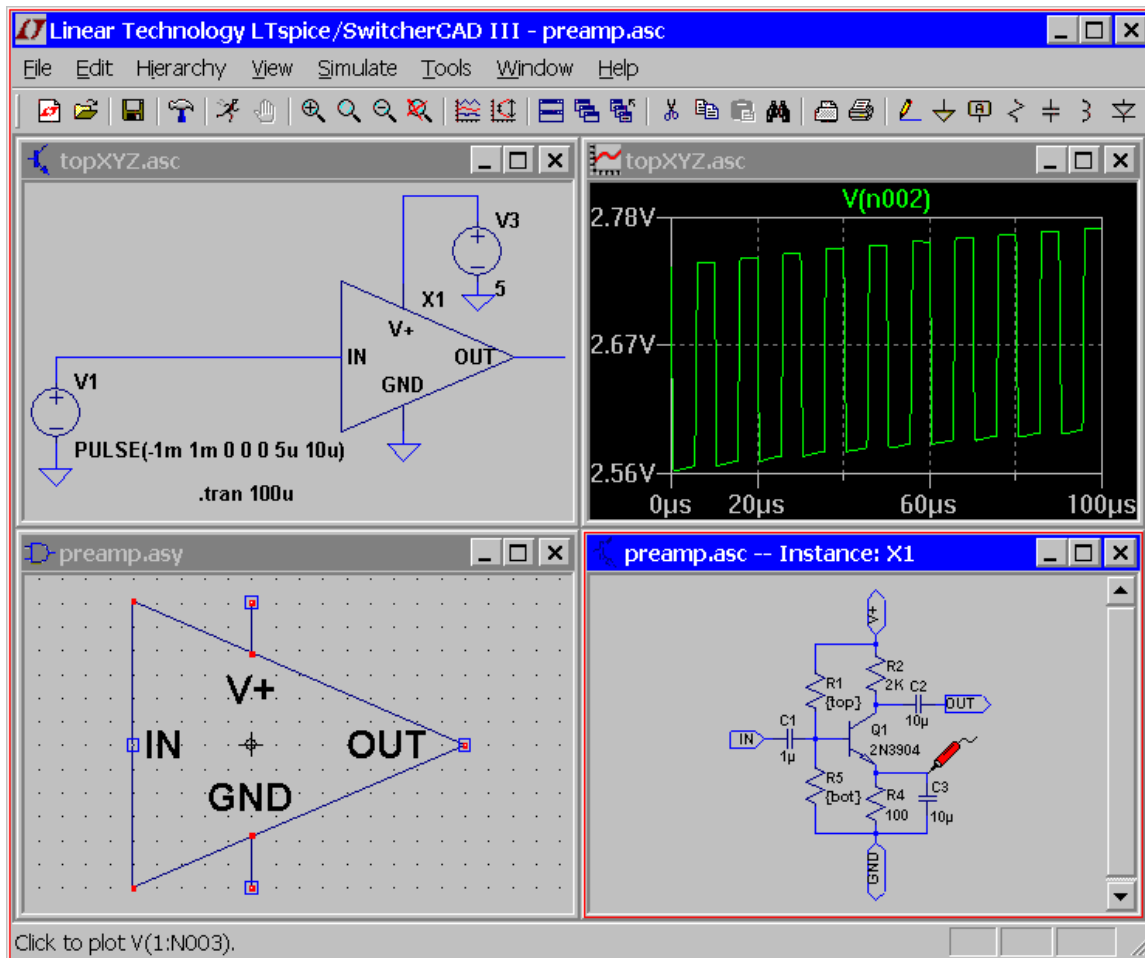 Linear Technology LTspice/SwitcherCAD III - preamp.asc
File Edit Hierarchy View Simulate Tools Window Help
topXYZ.asc
V3
5
X1
V+
IN
OUT
GND
V1
PULSE(-1m 1m 0 0 0 5u 10u)
.tran 100u
topXYZ.asc
V(n002)
2.78V
2.67V
2.56V
0µs 20µs 60µs 100µs
preamp.asy
V+
IN
OUT
GND
preamp.asc -- Instance: X1
V+
R2
2K
R1
{top}
C2
10µ
OUT
C1
1µ
IN
Q1
2N3904
R5
{bot}
R4
100
C3
10µ
GND
Click to plot V(1:N003).